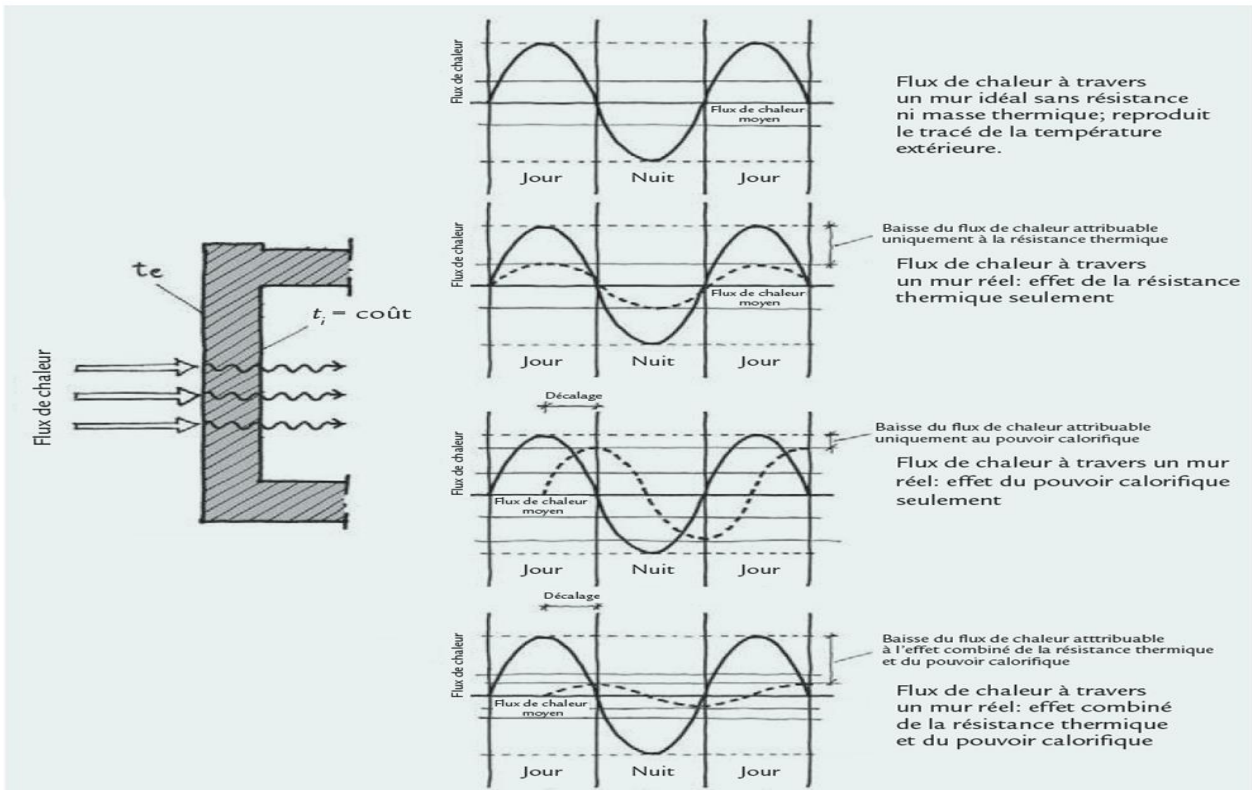 te
ti = coût
Flux de chaleur
Flux de chaleur
Flux de chaleur
moyen
Jour
Nuit
Jour
Flux de chaleur à travers
un mur idéal sans résistance
ni masse thermique; reproduit
le tracé de la température
extérieure.
Flux de chaleur
Flux de chaleur
moyen
Jour
Nuit
Jour
Baisse du flux de chaleur attribuable
uniquement à la résistance thermique
Flux de chaleur à travers
un mur réel: effet de la résistance
thermique seulement
Décalage
Flux de chaleur
Flux de chaleur
moyen
Jour
Nuit
Jour
Baisse du flux de chaleur attribuable
uniquement au pouvoir calorifique
Flux de chaleur à travers un mur
réel: effet du pouvoir calorifique
seulement
Décalage
Flux de chaleur
Flux de chaleur
moyen
Jour
Nuit
Jour
Baisse du flux de chaleur atttribuable
à l'effet combiné de la résistance thermique
et du pouvoir calorifique
Flux de chaleur à travers
un mur réel: effet combiné
de la résistance thermique
et du pouvoir calorifique